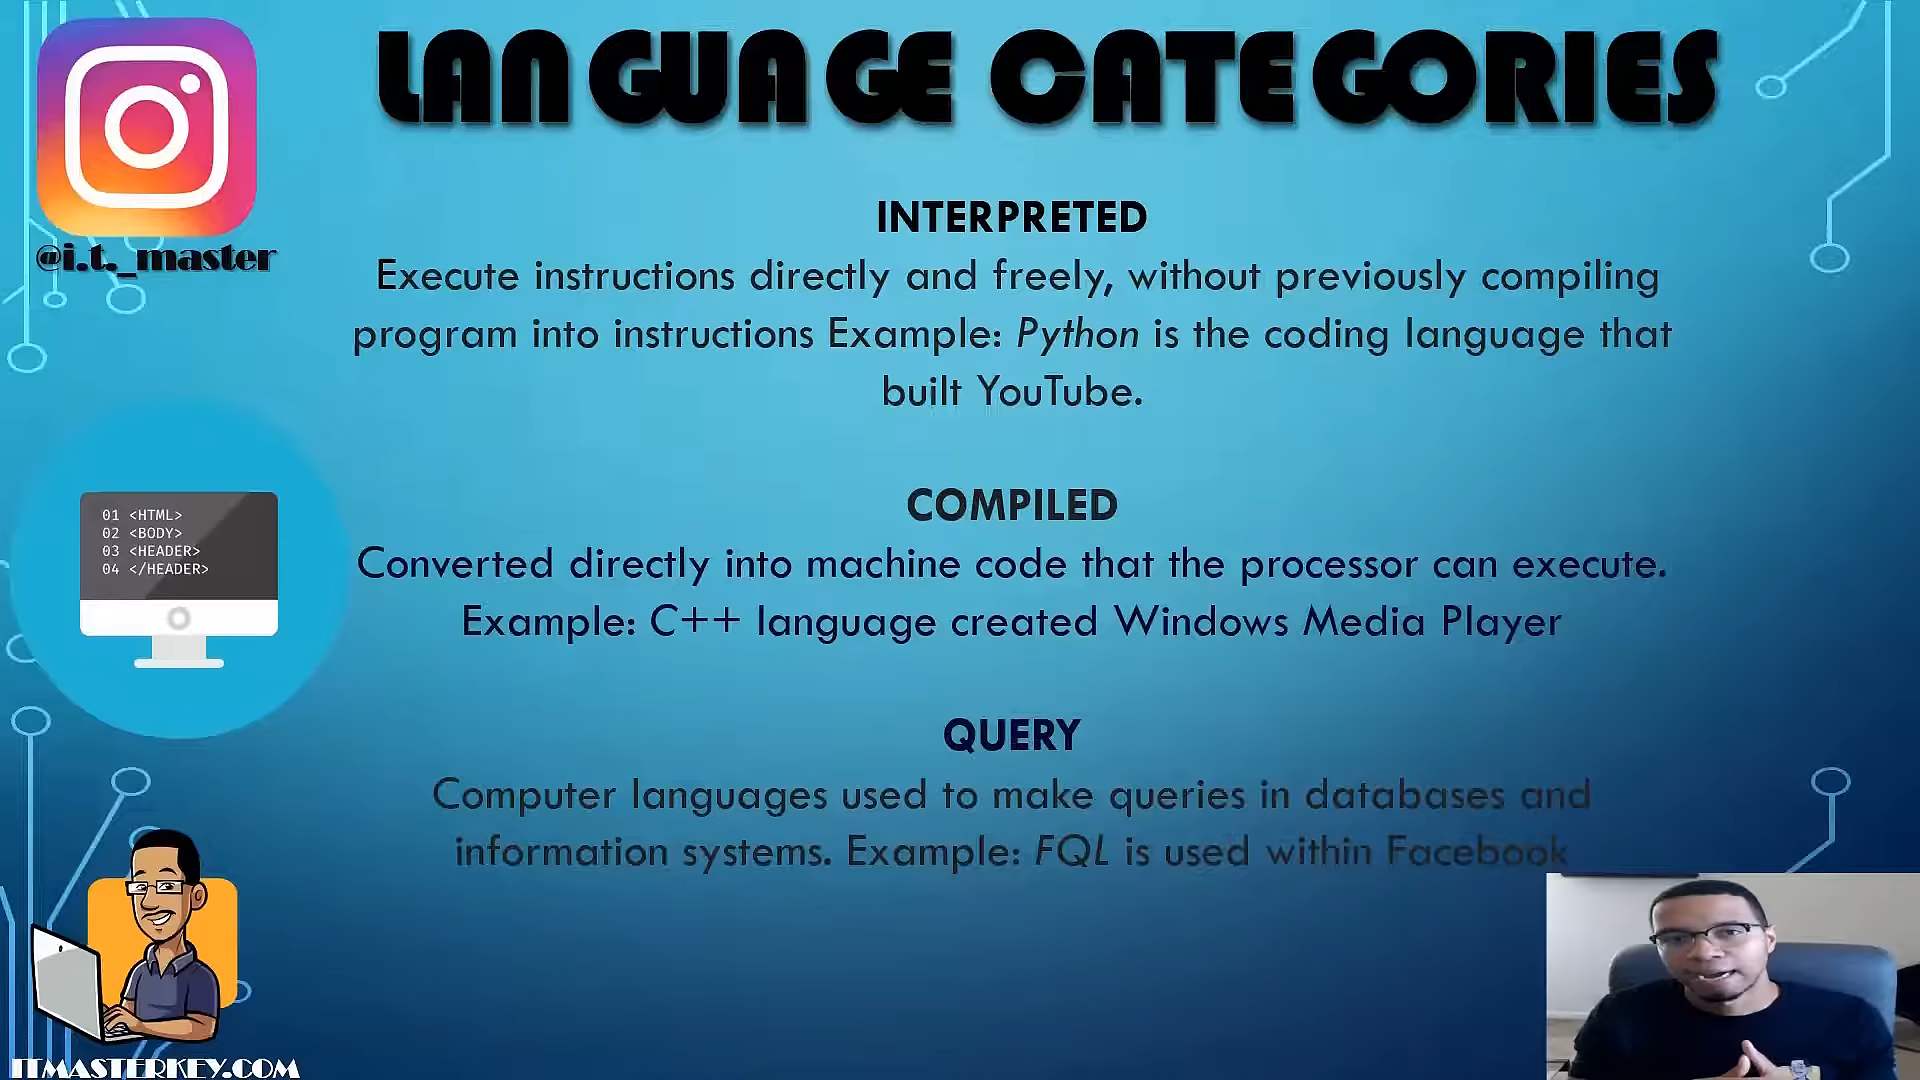 LANGUAGE CATEGORIES
@i.t._master
INTERPRETED
Execute instructions directly and freely, without previously compiling
program into instructions Example: Python is the coding language that
built YouTube.
COMPILED
Converted directly into machine code that the processor can execute.
Example: C++ language created Windows Media Player
01 <HTML>
02 <BODY>
03 <HEADER>
04 </HEADER>
QUERY
Computer languages used to make queries in databases and
information systems. Example: FQL is used within Facebook
ITMASTERKEY.COM